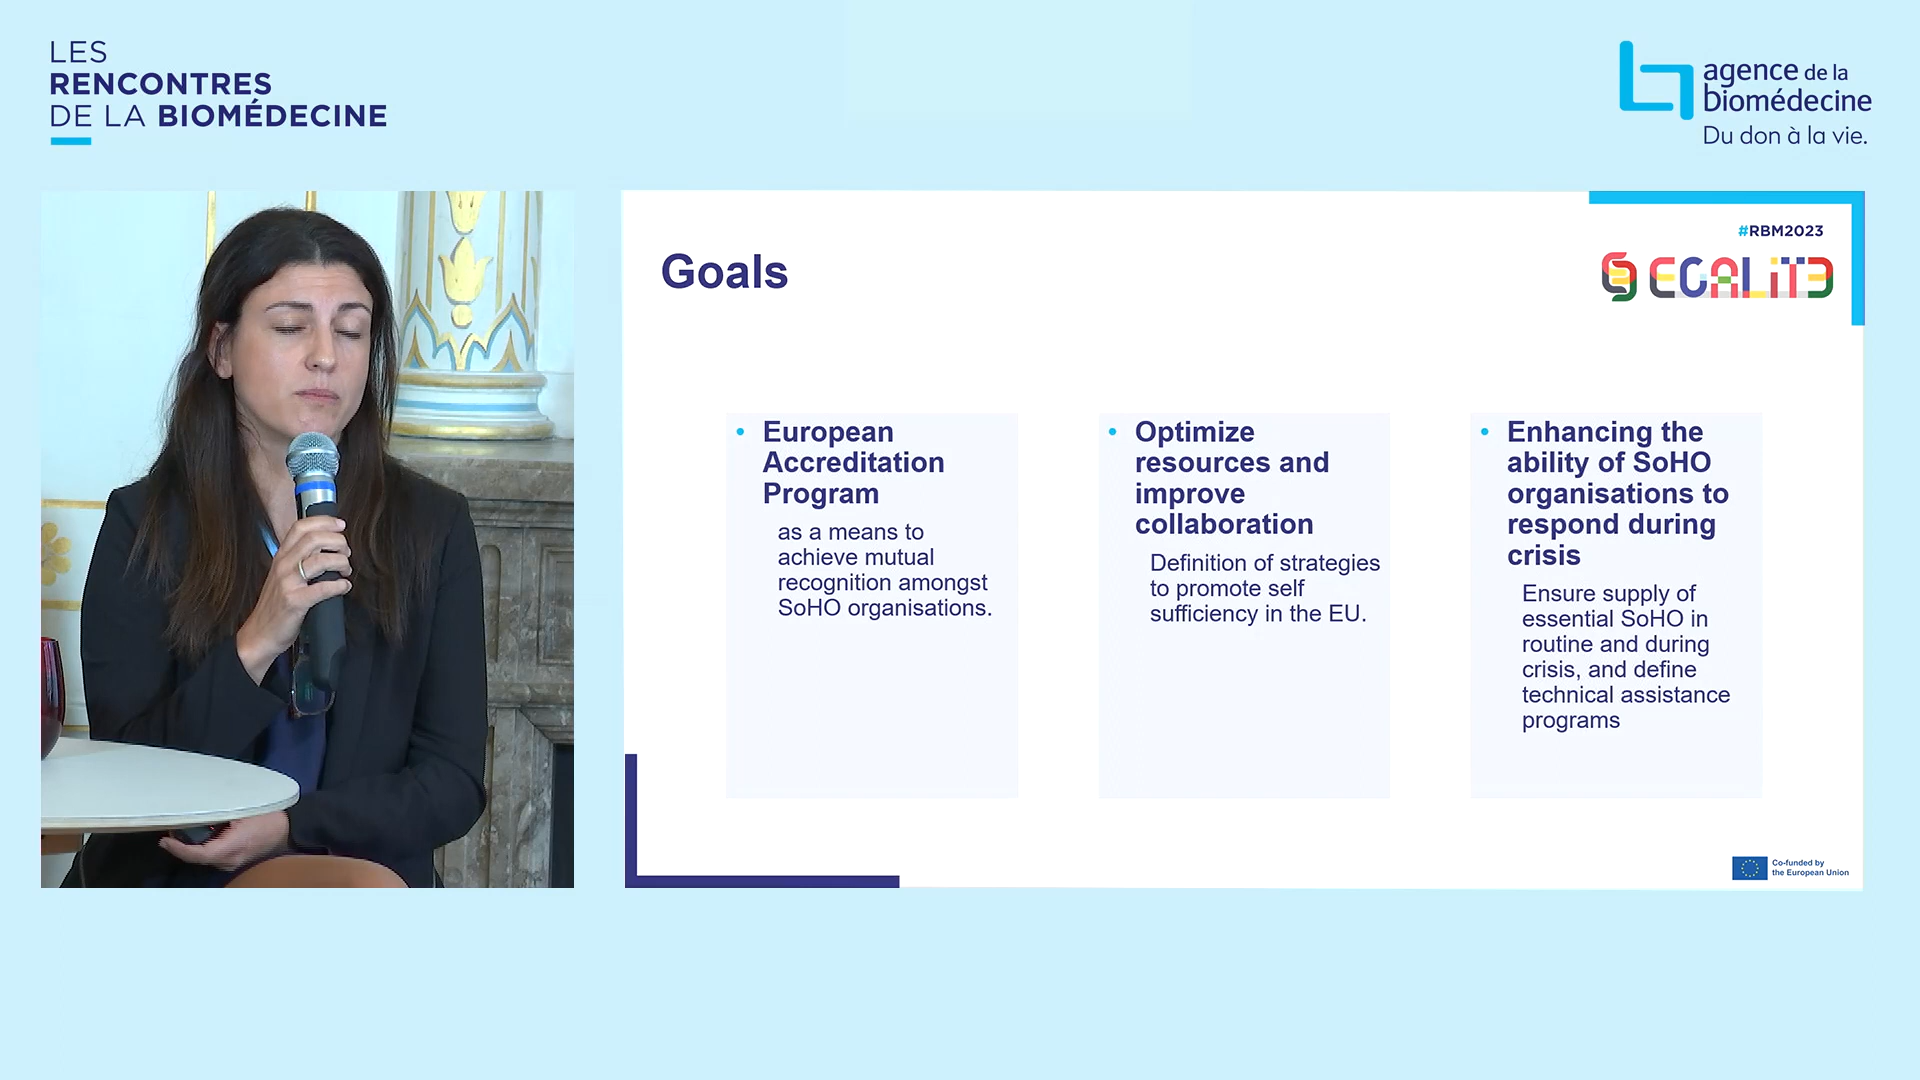 LES
RENCONTRES
DE LA BIOMÉDECINE
agence de la
biomédecine
Du don à la vie.
#RBM2023
EGALiTE
Goals
• European
Accreditation
Program
as a means to
achieve mutual
recognition amongst
SoHO organisations.
• Optimize
resources and
improve
collaboration
Definition of strategies
to promote self
sufficiency in the EU.
• Enhancing the
ability of SoHO
organisations to
respond during
crisis
Ensure supply of
essential SoHO in
routine and during
crisis, and define
technical assistance
programs
Co-funded by
the European Union